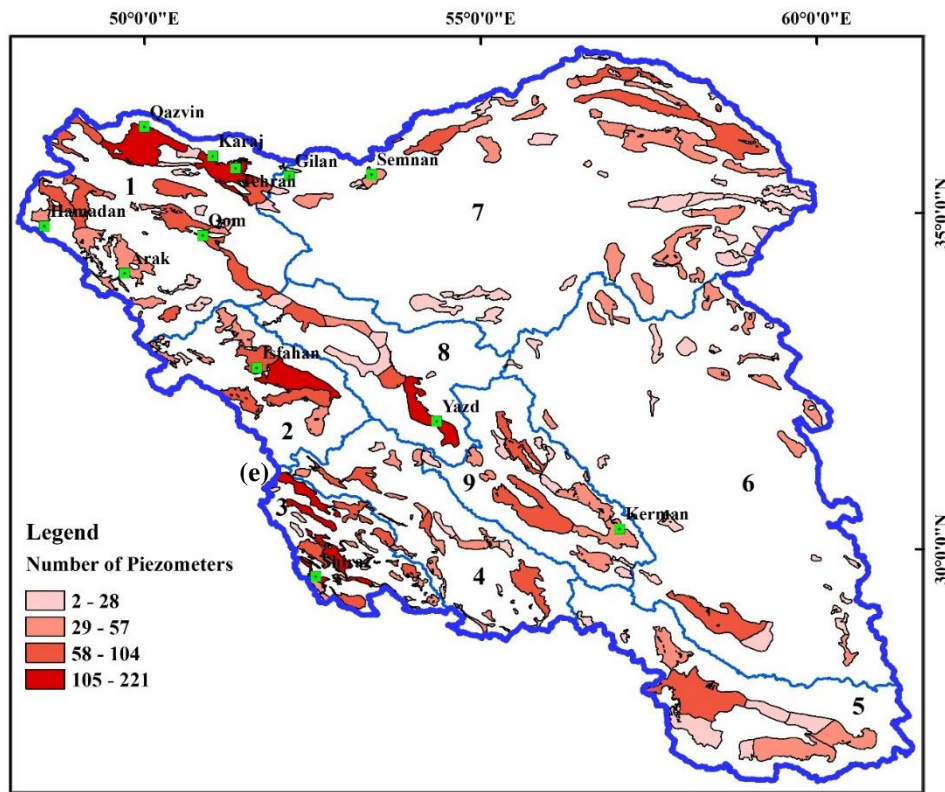 50°0'0"E 55°0'0"E 60°0'0"E
Qazvin
Karaj
Gilan
Semnan
Tehran
1
7
Hamadan
Qom
35°0'0"N
Arak
8
Isfahan
Yazd
2
(e)
9
6
3
Kerman
Legend
Number of Piezometers
30°0'0"N
Shiraz
4
2 - 28
29 - 57
58 - 104
105 - 221
5